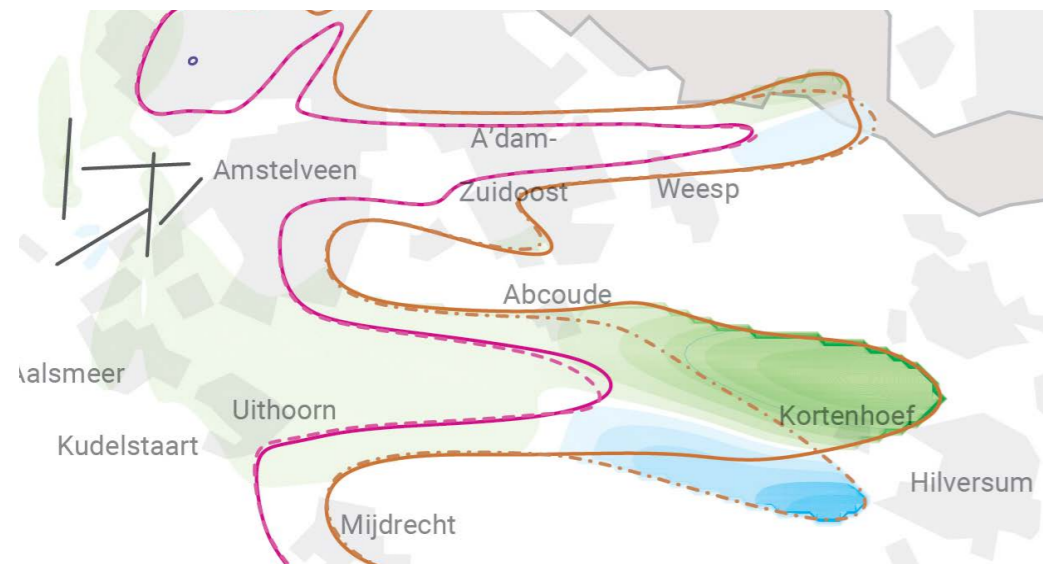 A'dam-
Amstelveen
Zuidoost
Weesp
Abcoude
Aalsmeer
Uithoorn
Kortenhoef
Kudelstaart
Hilversum
Mijdrecht